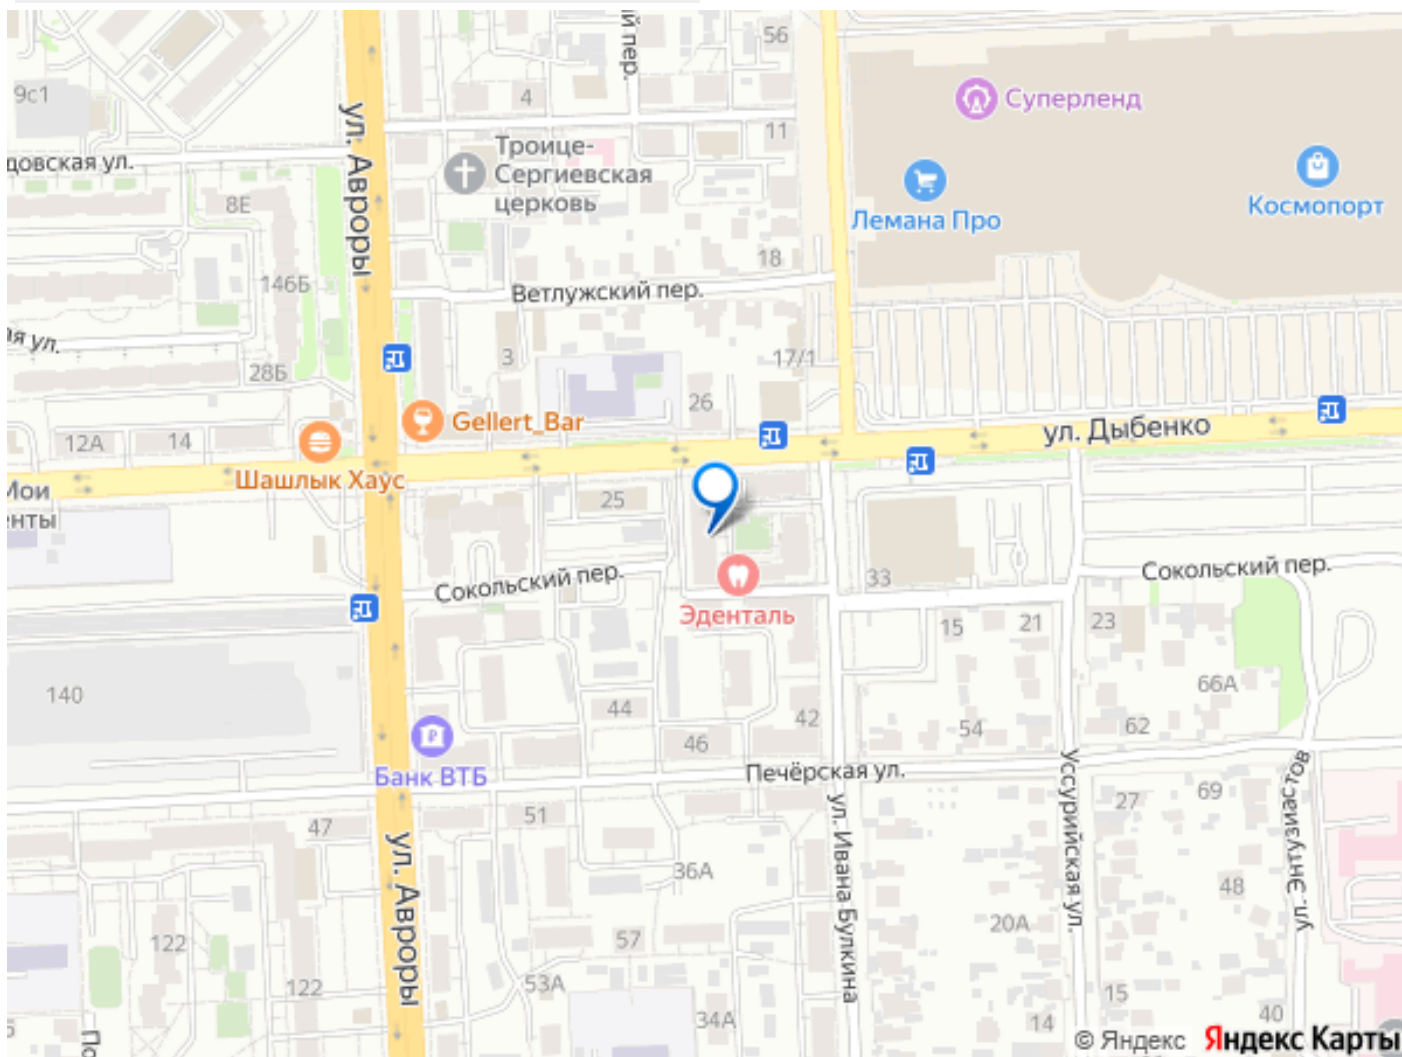 9с1
довская ул.
ул. Авроры
8Е
146Б
28Б
12А
14
Шашлык Хаус
Gellert_Bar
4
й пер.
56
11
Троице-
Сергиевская
церковь
18
Ветлужский пер.
3
17/1
26
Суперленд
Лемана Про
Космопорт
ул. Дыбенко
я ул.
Мои
енты
25
Сокольский пер.
Эденталь
33
Сокольский пер.
15
21
23
66А
62
54
140
44
46
42
Банк ВТБ
Печёрская ул.
47
51
ул. Авроры
36А
57
53А
34А
122
122
ул. Ивана Булкина
Уссурийская ул.
ул. Энтузиастов
27
69
48
20А
15
14
40
По
© Яндекс
Яндекс Карты